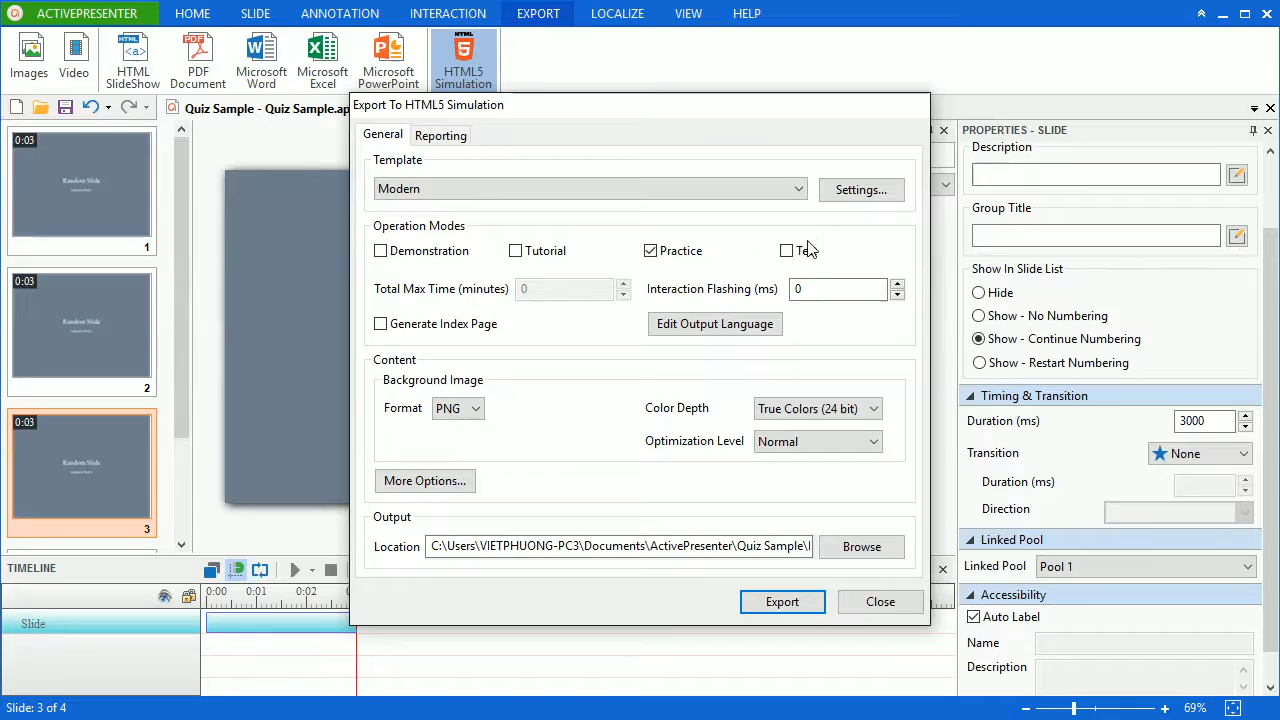 ACTIVEPRESENTER
HOME
SLIDE
ANNOTATION
INTERACTION
EXPORT
LOCALIZE
VIEW
HELP
Images
Video
HTML
SlideShow
PDF
Document
Microsoft
Word
Microsoft
Excel
Microsoft
PowerPoint
HTML5
Simulation
Quiz Sample - Quiz Sample.ap
0:03
Random Slide
1
0:03
Random Slide
2
0:03
Random Slide
3
Export To HTML5 Simulation
General
Reporting
Template
Modern
Settings...
Operation Modes
Demonstration
Tutorial
Practice
Total Max Time (minutes)
0
Interaction Flashing (ms)
0
Generate Index Page
Edit Output Language
Content
Background Image
Format
PNG
Color Depth
True Colors (24 bit)
Optimization Level
Normal
More Options...
Output
Location
C:\Users\VIETPHUONG-PC3\Documents\ActivePresenter\Quiz Sample\
Browse
Export
Close
PROPERTIES - SLIDE
Description
Group Title
Show In Slide List
Hide
Show - No Numbering
Show - Continue Numbering
Show - Restart Numbering
Timing & Transition
Duration (ms)
3000
Transition
None
Duration (ms)
Direction
Linked Pool
Linked Pool
Pool 1
Accessibility
Auto Label
Name
Description
TIMELINE
0:00
0:01
0:02
Slide
Slide: 3 of 4
69%